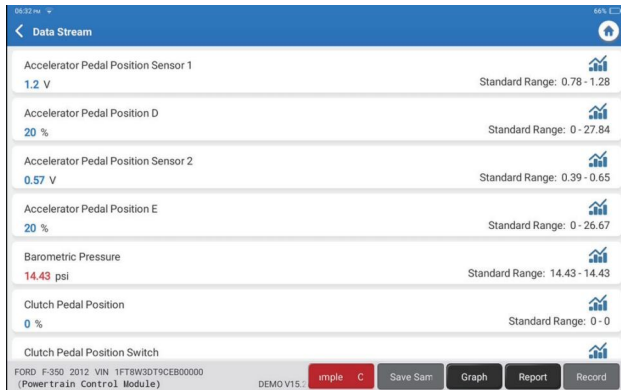 06:32 PM 66%
Data Stream
Accelerator Pedal Position Sensor 1
1.2 V Standard Range: 0.78 - 1.28
Accelerator Pedal Position D
20 % Standard Range: 0 - 27.84
Accelerator Pedal Position Sensor 2
0.57 V Standard Range: 0.39 - 0.65
Accelerator Pedal Position E
20 % Standard Range: 0 - 26.67
Barometric Pressure
14.43 psi Standard Range: 14.43 - 14.43
Clutch Pedal Position
0 % Standard Range: 0 - 0
Clutch Pedal Position Switch
FORD F-350 2012 VIN 1FT8W3DT9CEB00000
(Powertrain Control Module) DEMO V15. imple C Save Sam Graph Report Record